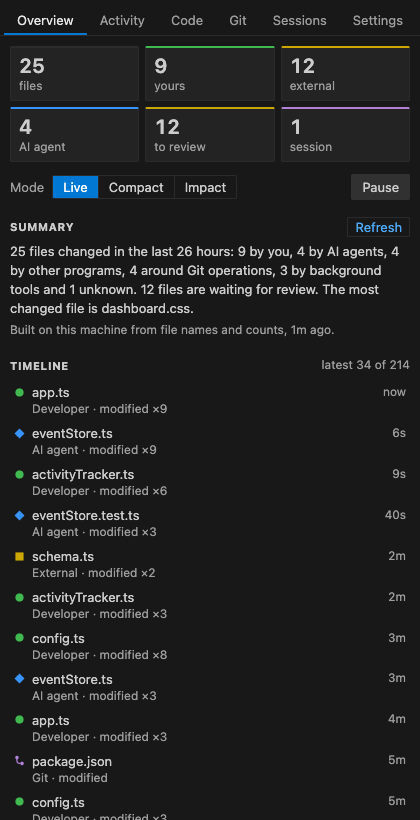 Overview Activity Code Git Sessions Settings
25 9 12
files yours external
4 12 1
AI agent to review session
Mode Live Compact Impact Pause
SUMMARY Refresh
25 files changed in the last 26 hours: 9 by you, 4 by AI agents, 4
by other programs, 4 around Git operations, 3 by background
tools and 1 unknown. 12 files are waiting for review. The most
changed file is dashboard.css.
Built on this machine from file names and counts, 1m ago.
TIMELINE latest 34 of 214
app.ts now
Developer · modified ×9
eventStore.ts 6s
AI agent · modified ×9
activityTracker.ts 9s
Developer · modified ×6
eventStore.test.ts 40s
AI agent · modified ×3
schema.ts 2m
External · modified ×2
activityTracker.ts 2m
Developer · modified ×3
config.ts 3m
Developer · modified ×8
eventStore.ts 3m
AI agent · modified ×3
app.ts 4m
Developer · modified ×3
package.json 5m
Git · modified
config.ts 5m
Developer · modified ×3